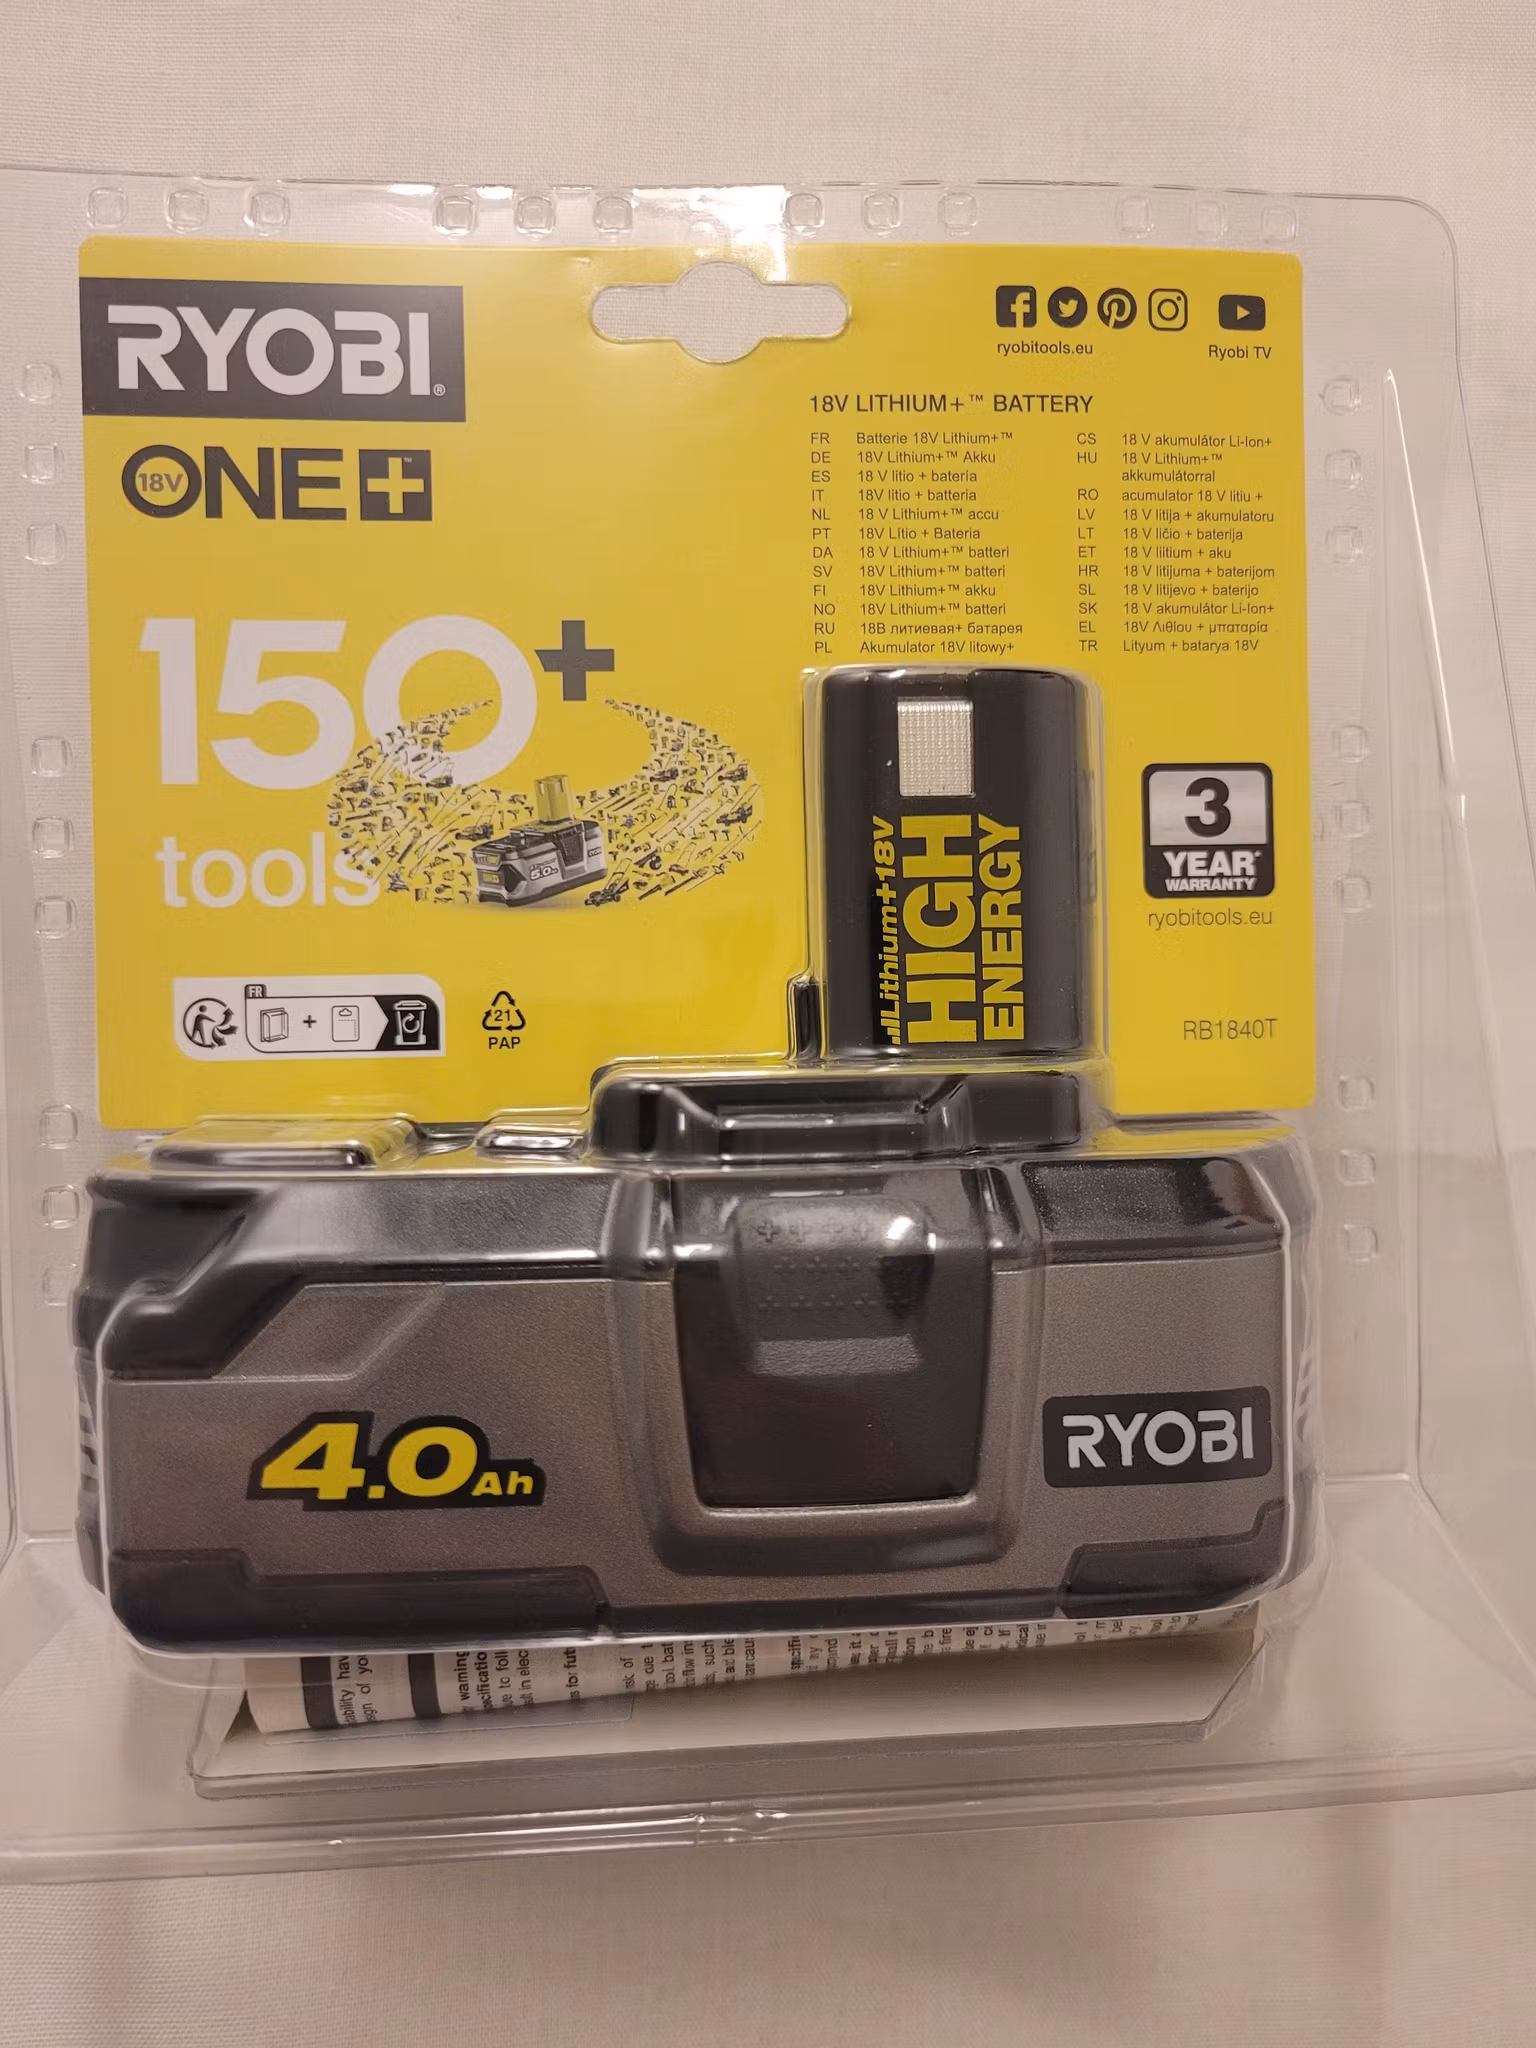 RYOBI®
18V ONE+™
150+
tools
5.0
FR
+
21
PAP
ryobitools.eu
Ryobi TV
18V LITHIUM+™ BATTERY
FR Batterie 18V Lithium+™
DE 18V Lithium+™ Akku
ES 18 V litio + bateria
IT 18V litio + batteria
NL 18 V Lithium+™ accu
PT 18V Lítio + Bateria
DA 18 V Lithium+™ batteri
SV 18V Lithium+™ batteri
FI 18V Lithium+™ akku
NO 18V Lithium+™ batteri
RU 18В литиевая+ батарея
PL Akumulator 18V litowy+
CS 18 V akumulátor Li-Ion+
HU 18 V Lithium+™
akkumulátorral
RO acumulator 18 V litiu +
LV 18 V litija + akumulatoru
LT 18 V ličio + baterija
ET 18 V liitium + aku
HR 18 V litijuma + baterijom
SL 18 V litijevo + baterijo
SK 18 V akumulátor Li-Ion+
EL 18V Λιθίου + μπαταρία
TR Lityum + batarya 18V
Lithium+18V
HIGH
ENERGY
3
YEAR*
WARRANTY
ryobitools.eu
RB1840T
4.0Ah
RYOBI
warning